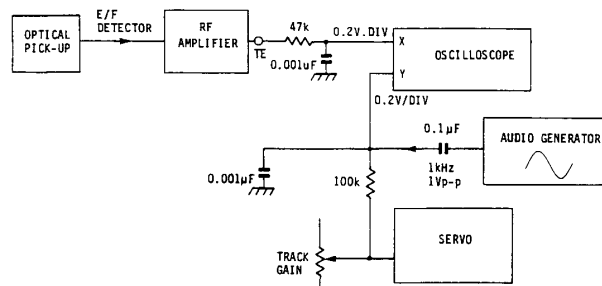 E/F
DETECTOR
OPTICAL
PICK-UP
RF
AMPLIFIER
TE
47k
0.001uF
0.2V.DIV
X
Y
OSCILLOSCOPE
0.2V/DIV
0.1μF
1kHz
1Vp-p
AUDIO GENERATOR
0.001μF
100k
TRACK
GAIN
SERVO